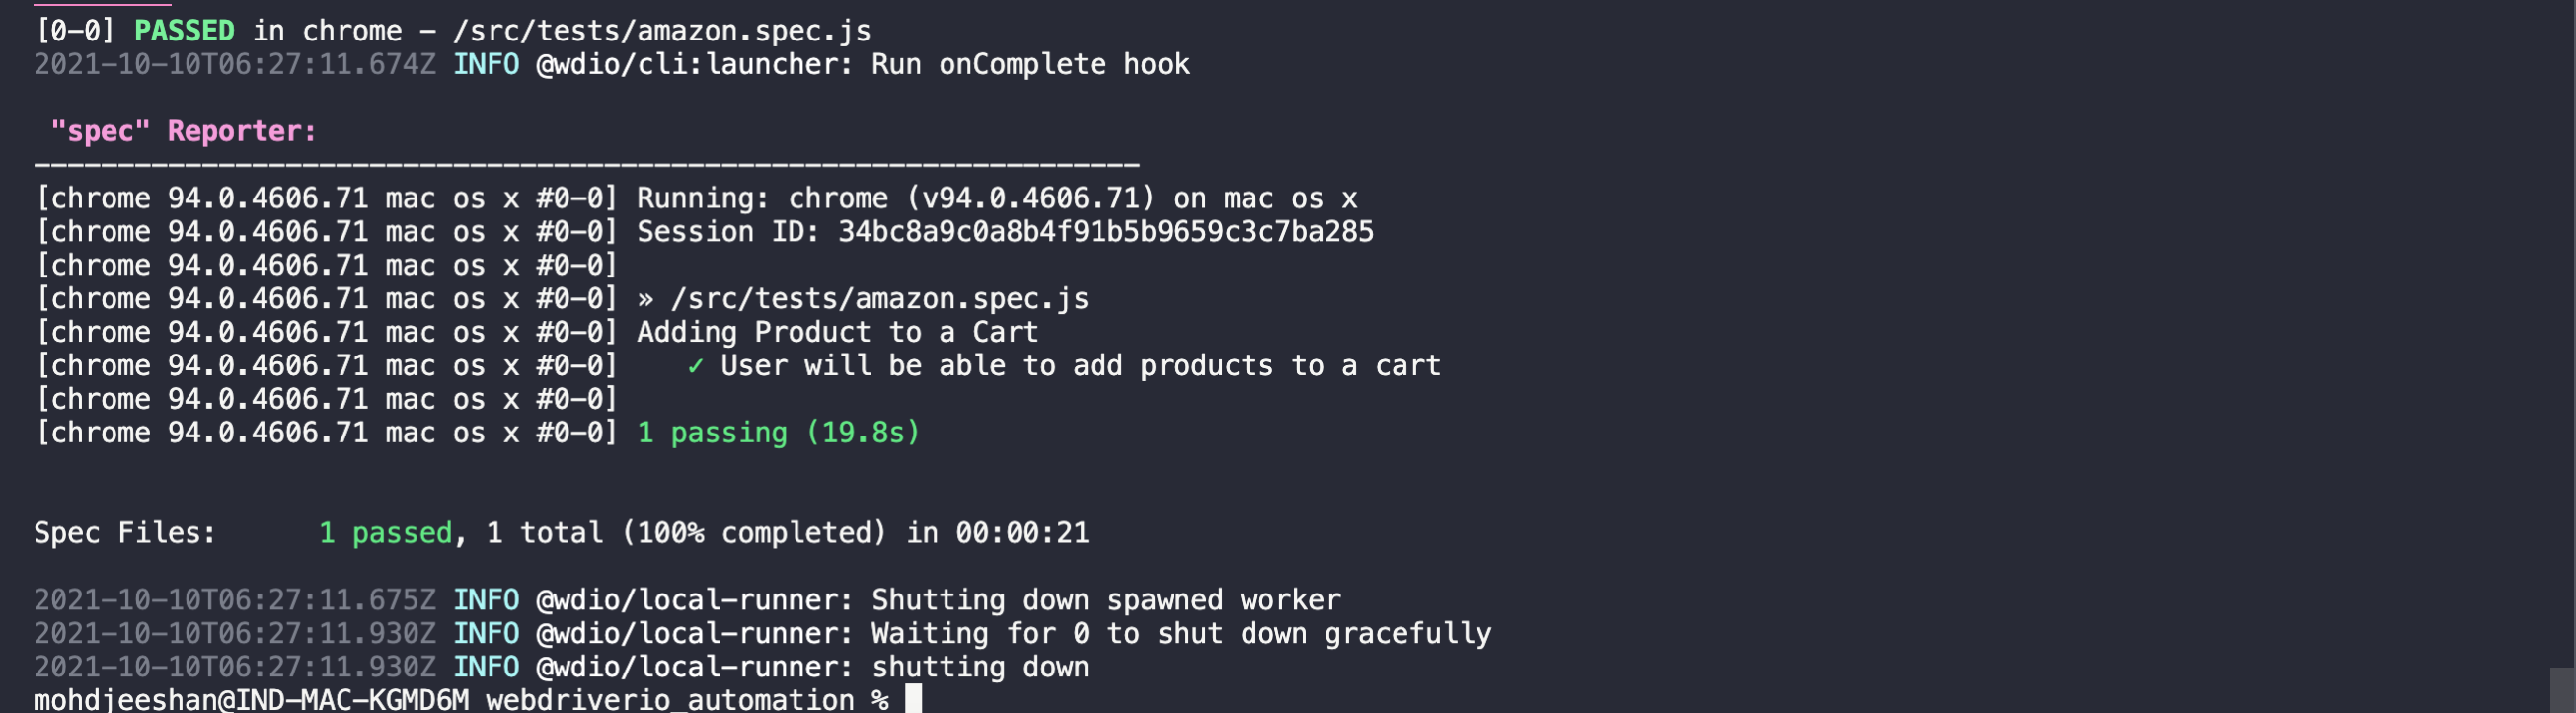 [0-0] PASSED in chrome - /src/tests/amazon.spec.js
2021-10-10T06:27:11.674Z INFO @wdio/cli:launcher: Run onComplete hook
"spec" Reporter:
------------------------------------------------------------------
[chrome 94.0.4606.71 mac os x #0-0] Running: chrome (v94.0.4606.71) on mac os x
[chrome 94.0.4606.71 mac os x #0-0] Session ID: 34bc8a9c0a8b4f91b5b9659c3c7ba285
[chrome 94.0.4606.71 mac os x #0-0]
[chrome 94.0.4606.71 mac os x #0-0] » /src/tests/amazon.spec.js
[chrome 94.0.4606.71 mac os x #0-0] Adding Product to a Cart
[chrome 94.0.4606.71 mac os x #0-0]    ✓ User will be able to add products to a cart
[chrome 94.0.4606.71 mac os x #0-0]
[chrome 94.0.4606.71 mac os x #0-0] 1 passing (19.8s)
Spec Files:      1 passed, 1 total (100% completed) in 00:00:21
2021-10-10T06:27:11.675Z INFO @wdio/local-runner: Shutting down spawned worker
2021-10-10T06:27:11.930Z INFO @wdio/local-runner: Waiting for 0 to shut down gracefully
2021-10-10T06:27:11.930Z INFO @wdio/local-runner: shutting down
mohdjeeshan@IND-MAC-KGMD6M webdriverio_automation %